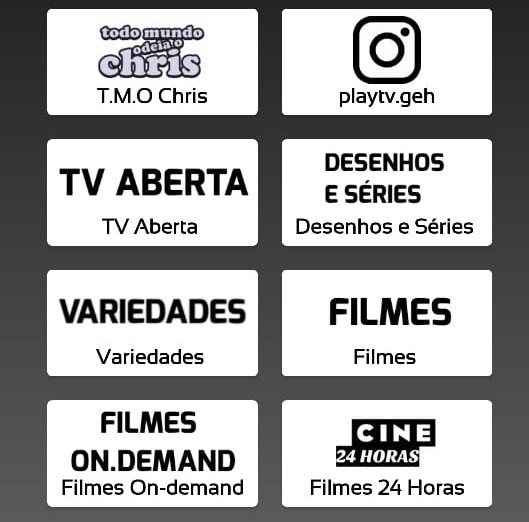 todo mundo
odeia o
chris
T.M.O Chris
playtv.geh
TV ABERTA
TV Aberta
DESENHOS
E SÉRIES
Desenhos e Séries
VARIEDADES
Variedades
FILMES
Filmes
FILMES
ON.DEMAND
Filmes On-demand
CINE
24 HORAS
Filmes 24 Horas